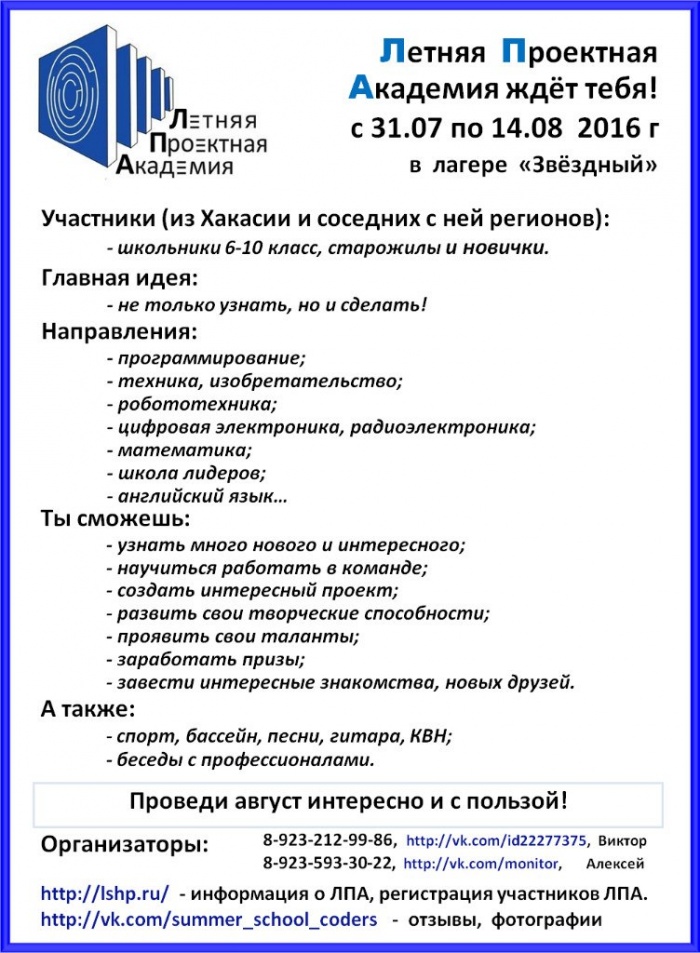 Летняя
Проектная
Академия
Летняя Проектная
Академия ждёт тебя!
с 31.07 по 14.08 2016 г
в лагере «Звёздный»
Участники (из Хакасии и соседних с ней регионов):
- школьники 6-10 класс, старожилы и новички.
Главная идея:
- не только узнать, но и сделать!
Направления:
- программирование;
- техника, изобретательство;
- робототехника;
- цифровая электроника, радиоэлектроника;
- математика;
- школа лидеров;
- английский язык…
Ты сможешь:
- узнать много нового и интересного;
- научиться работать в команде;
- создать интересный проект;
- развить свои творческие способности;
- проявить свои таланты;
- заработать призы;
- завести интересные знакомства, новых друзей.
А также:
- спорт, бассейн, песни, гитара, КВН;
- беседы с профессионалами.
Проведи август интересно и с пользой!
Организаторы: 8-923-212-99-86, http://vk.com/id22277375, Виктор
8-923-593-30-22, http://vk.com/monitor, Алексей
http://lshp.ru/ - информация о ЛПА, регистрация участников ЛПА.
http://vk.com/summer_school_coders - отзывы, фотографии